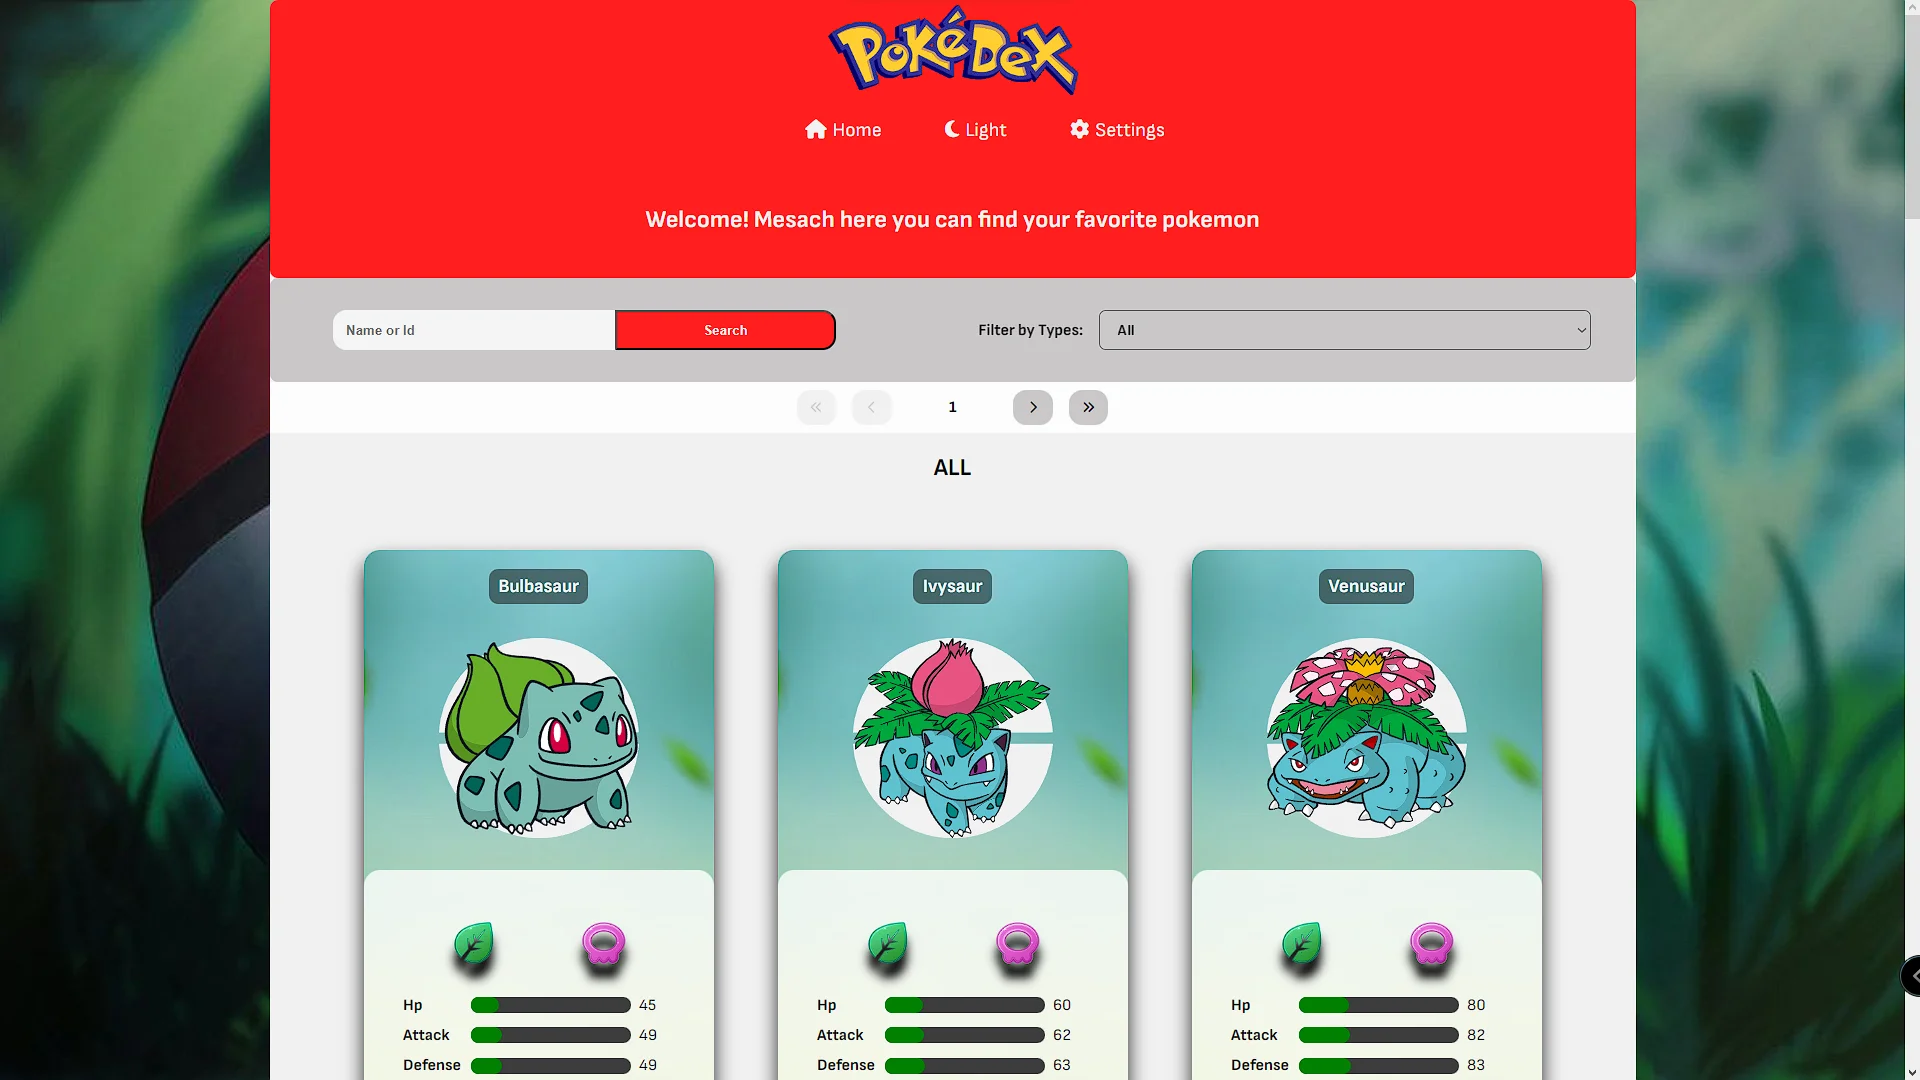 PokéDex
Home Light Settings
Welcome! Mesach here you can find your favorite pokemon
Name or Id Search Filter by Types: All
« ‹ 1 › »
ALL
Bulbasaur Ivysaur Venusaur
Hp 45 Hp 60 Hp 80
Attack 49 Attack 62 Attack 82
Defense 49 Defense 63 Defense 83